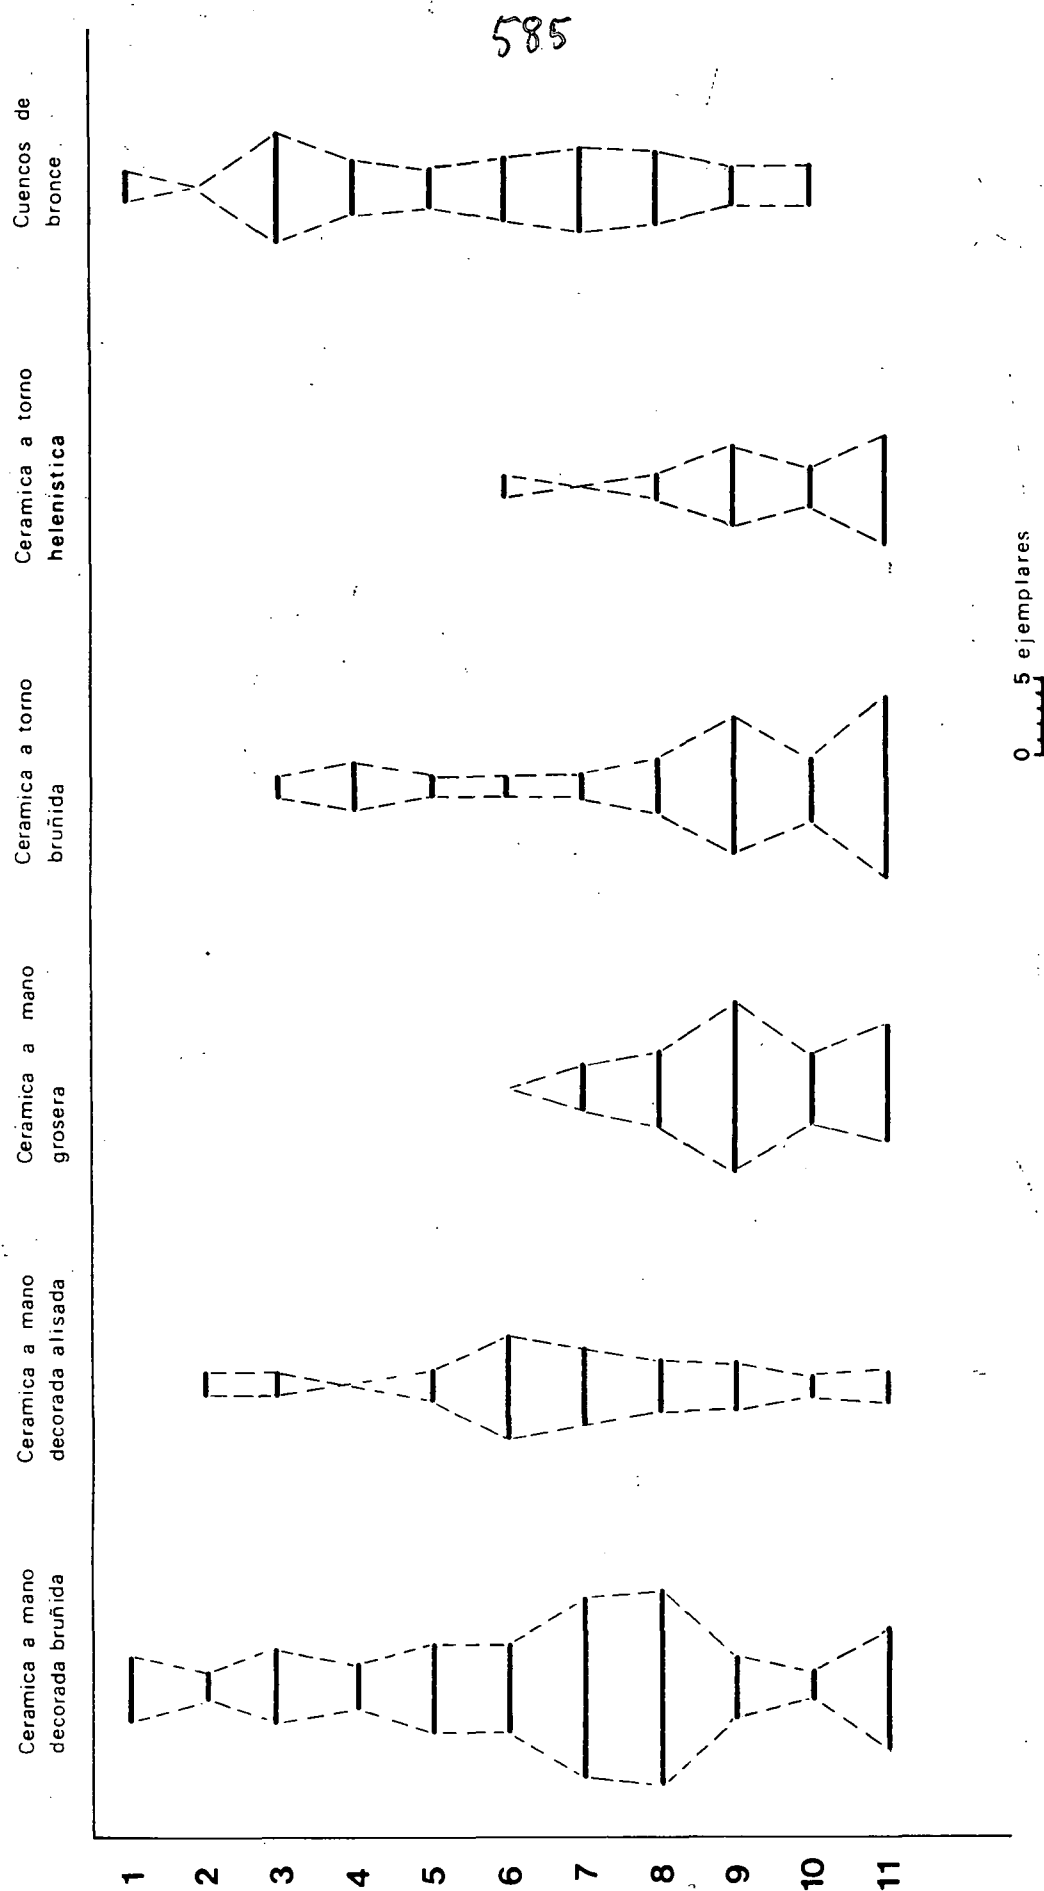 585
Ceramica a mano
decorada bruñida
Ceramica a mano
decorada alisada
Ceramica a mano
grosera
Ceramica a torno
bruñida
Ceramica a torno
helenistica
Cuencos de
bronce
1
2
3
4
5
6
7
8
9
10
11
0 5 ejemplares